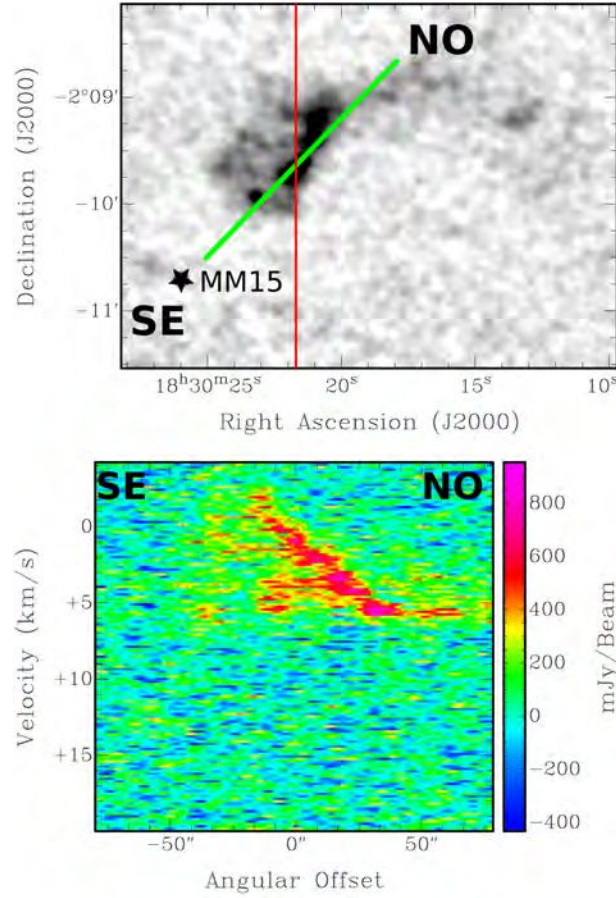 NO
−2°09'
−10'
−11'
Declination (J2000)
MM15
SE
18ʰ30ᵐ25ˢ 20ˢ 15ˢ 10ˢ
Right Ascension (J2000)
SE NO
0
+5
+10
+15
Velocity (km/s)
−50" 0" 50"
Angular Offset
800
600
400
200
0
−200
−400
mJy/Beam